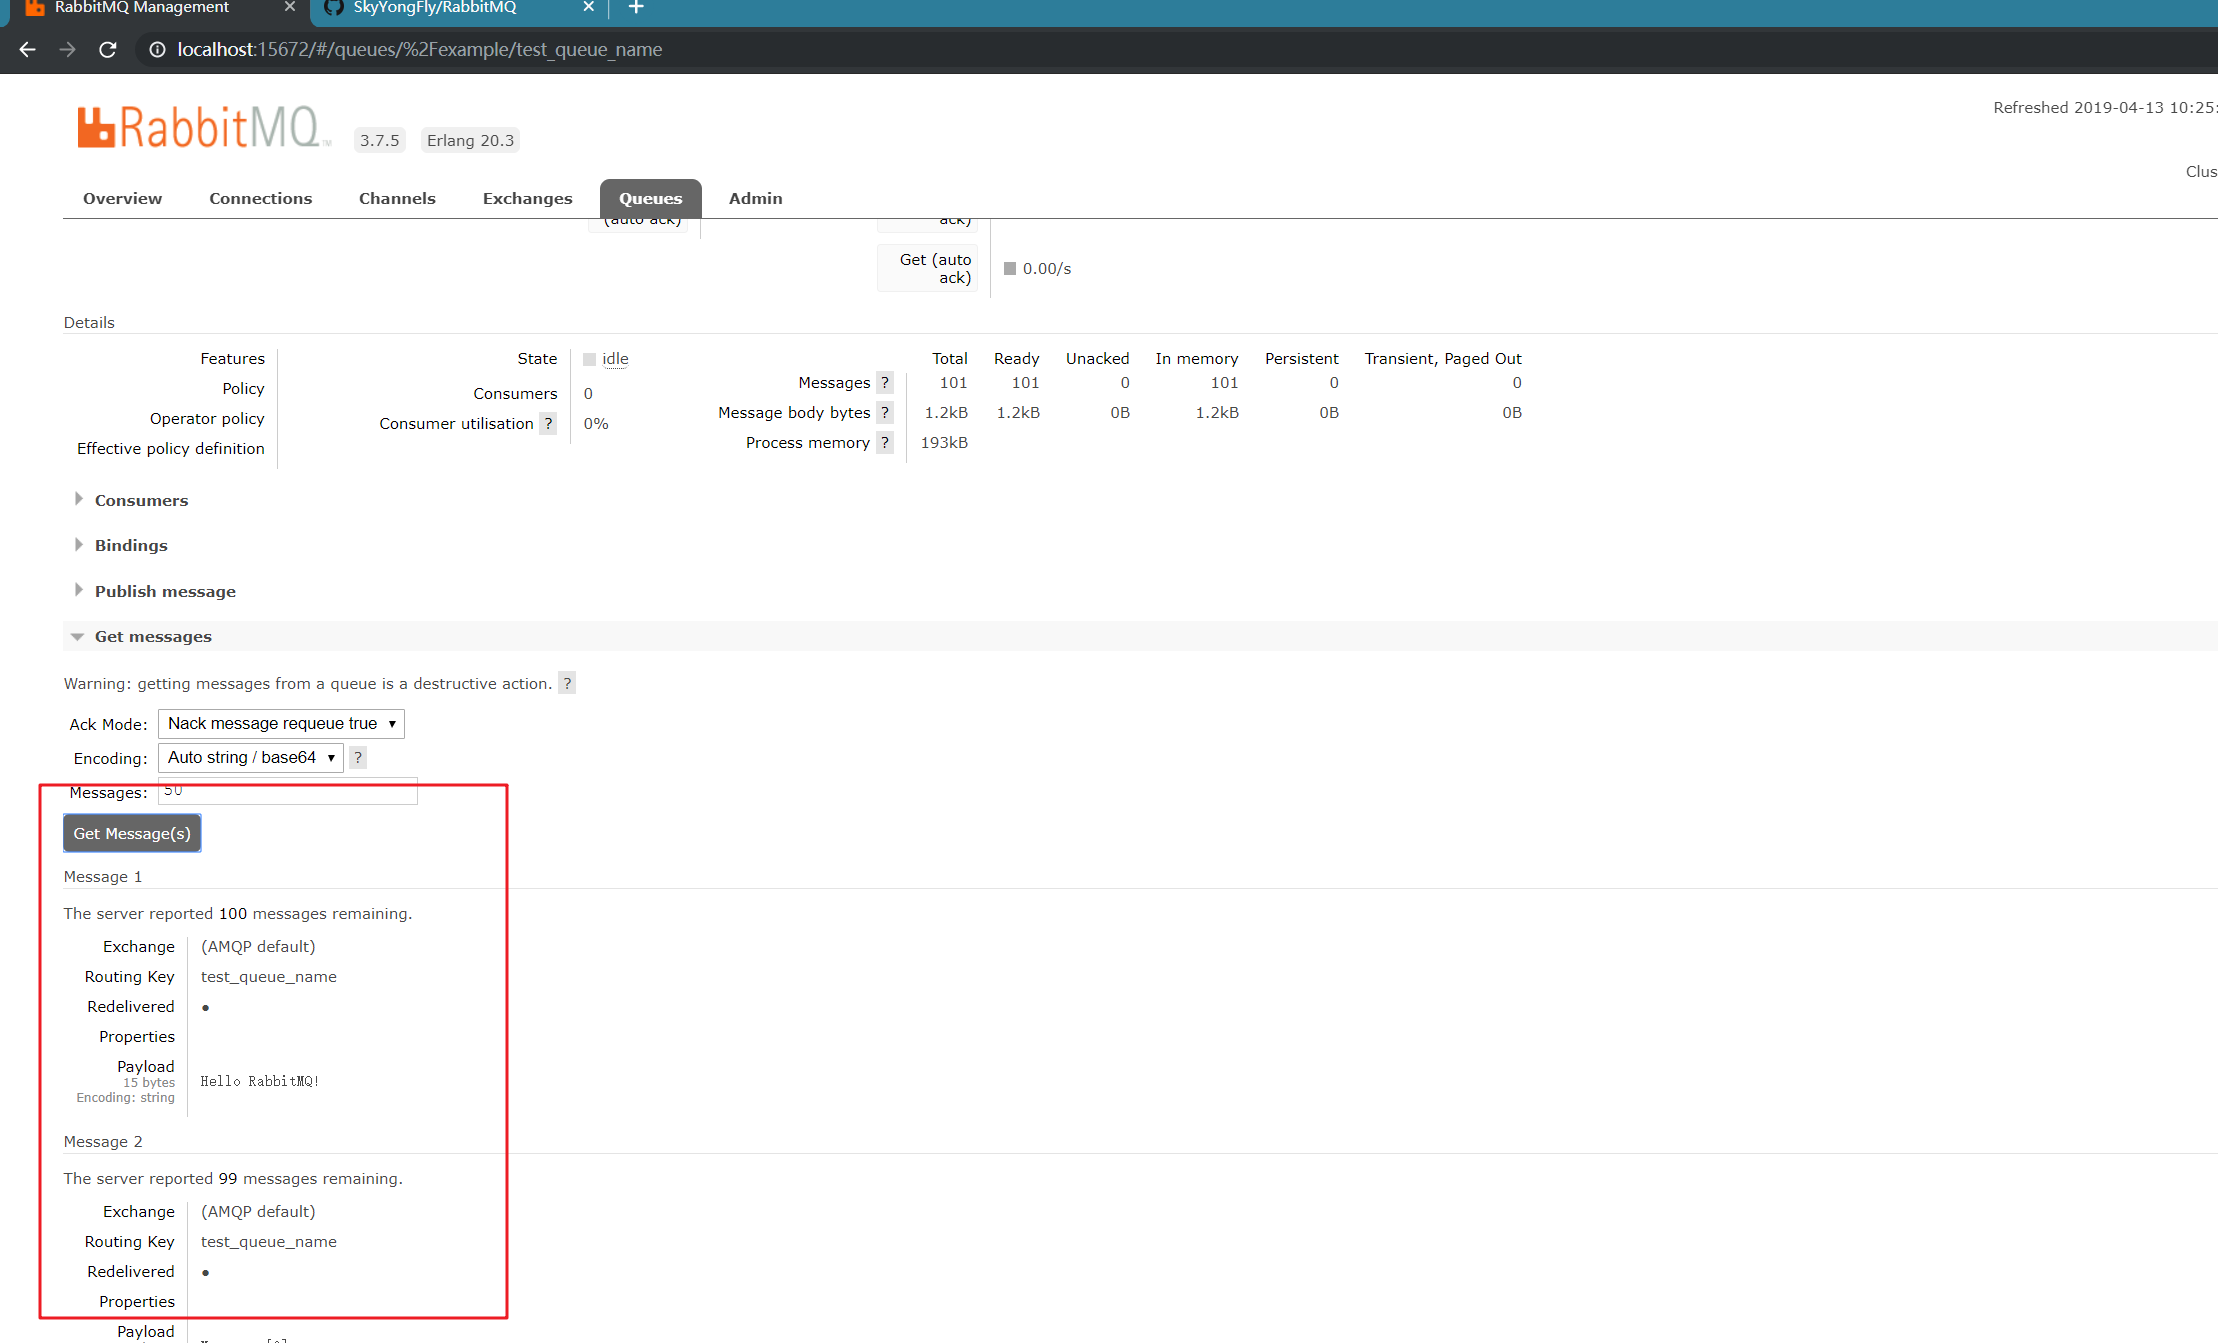 RabbitMQ Management
SkyYongFly/RabbitMQ
localhost:15672/#/queues/%2Fexample/test_queue_name
Refreshed 2019-04-13 10:25:
RabbitMQ TM 3.7.5 Erlang 20.3
Clus
Overview Connections Channels Exchanges Queues Admin
(auto ack) ack)
Get (auto
ack) 0.00/s
Details
Features
Policy
Operator policy
Effective policy definition
State idle
Consumers 0
Consumer utilisation ? 0%
Total Ready Unacked In memory Persistent Transient, Paged Out
Messages ? 101 101 0 101 0 0
Message body bytes ? 1.2kB 1.2kB 0B 1.2kB 0B 0B
Process memory ? 193kB
Consumers
Bindings
Publish message
Get messages
Warning: getting messages from a queue is a destructive action. ?
Ack Mode: Nack message requeue true
Encoding: Auto string / base64 ?
Messages: 50
Get Message(s)
Message 1
The server reported 100 messages remaining.
Exchange (AMQP default)
Routing Key test_queue_name
Redelivered ●
Properties
Payload
15 bytes
Encoding: string
Hello RabbitMQ!
Message 2
The server reported 99 messages remaining.
Exchange (AMQP default)
Routing Key test_queue_name
Redelivered ●
Properties
Payload